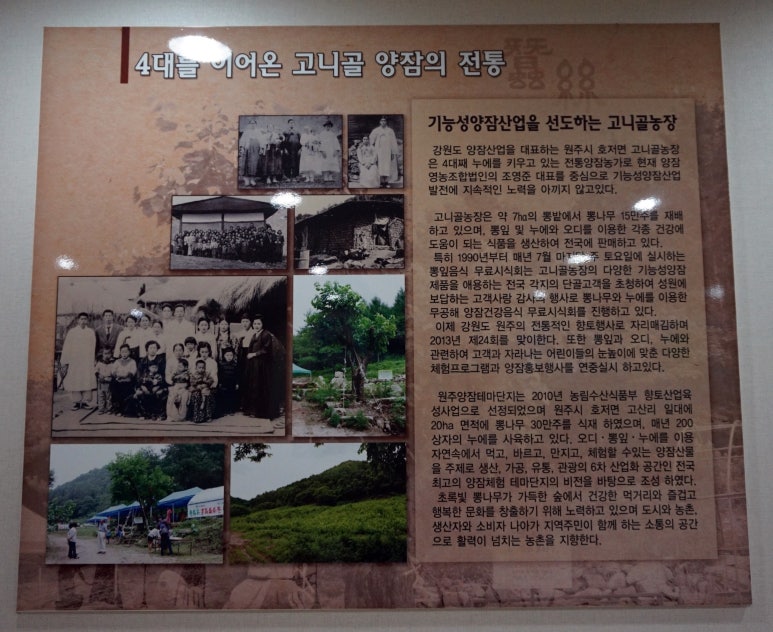 4대를 이어온 고니골 양잠의 전통
蠶
絲
기능성양잠산업을 선도하는 고니골농장
강원도 양잠산업을 대표하는 원주시 호저면 고니골농장
은 4대째 누에를 키우고 있는 전통양잠농가로 현재 양잠
영농조합법인의 조영준 대표를 중심으로 기능성양잠산업
발전에 지속적인 노력을 아끼지 않고있다.
고니골농장은 약 7ha의 뽕밭에서 뽕나무 15만주를 재배
하고 있으며, 뽕잎 및 누에와 오디를 이용한 각종 건강에
도움이 되는 식품을 생산하여 전국에 판매하고 있다.
특히 1990년부터 매년 7월 마지막주 토요일에 실시하는
뽕잎음식 무료시식회는 고니골농장의 다양한 기능성양잠
제품을 애용하는 전국 각지의 단골고객을 초청하여 성원에
보답하는 고객사랑 감사의 행사로 뽕나무와 누에를 이용한
무공해 양잠건강음식 무료시식회를 진행하고 있다.
이제 강원도 원주의 전통적인 향토행사로 자리매김하며
2013년 제24회를 맞이한다. 또한 뽕잎과 오디, 누에와
관련하여 고객과 자라나는 어린이들의 눈높이에 맞춘 다양한
체험프로그램과 양잠홍보행사를 연중실시 하고있다.
원주양잠테마단지는 2010년 농림수산식품부 향토산업육
성사업으로 선정되었으며 원주시 호저면 고산리 일대에
20ha 면적에 뽕나무 30만주를 식재 하였으며, 매년 200
상자의 누에를 사육하고 있다. 오디·뽕잎·누에를 이용
자연속에서 먹고, 바르고, 만지고, 체험할 수있는 양잠산물
을 주제로 생산, 가공, 유통, 관광의 6차 산업화 공간인 전국
최고의 양잠체험 테마단지의 비전을 바탕으로 조성 하였다.
초록빛 뽕나무가 가득한 숲에서 건강한 먹거리와 즐겁고
행복한 문화를 창출하기 위해 노력하고 있으며 도시와 농촌,
생산자와 소비자 나아가 지역주민이 함께 하는 소통의 공간
으로 활력이 넘치는 농촌을 지향한다.